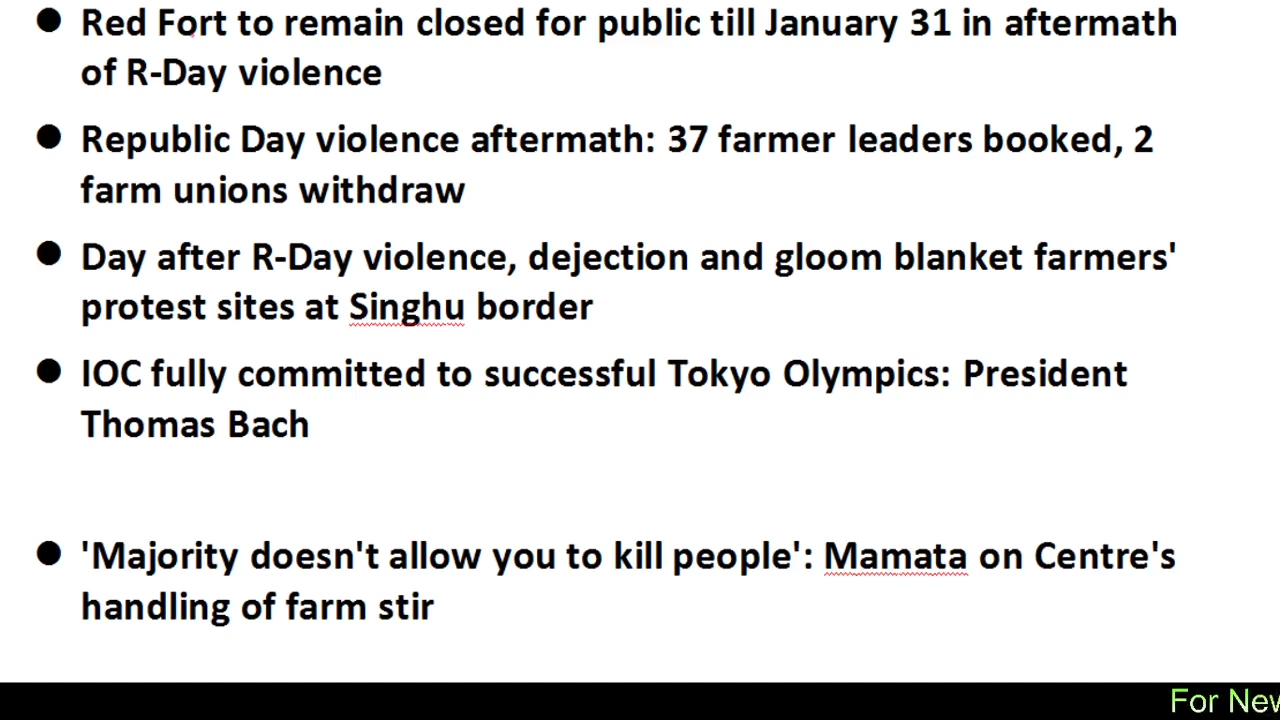 ● Red Fort to remain closed for public till January 31 in aftermath
of R-Day violence
● Republic Day violence aftermath: 37 farmer leaders booked, 2
farm unions withdraw
● Day after R-Day violence, dejection and gloom blanket farmers'
protest sites at Singhu border
● IOC fully committed to successful Tokyo Olympics: President
Thomas Bach
● 'Majority doesn't allow you to kill people': Mamata on Centre's
handling of farm stir
For